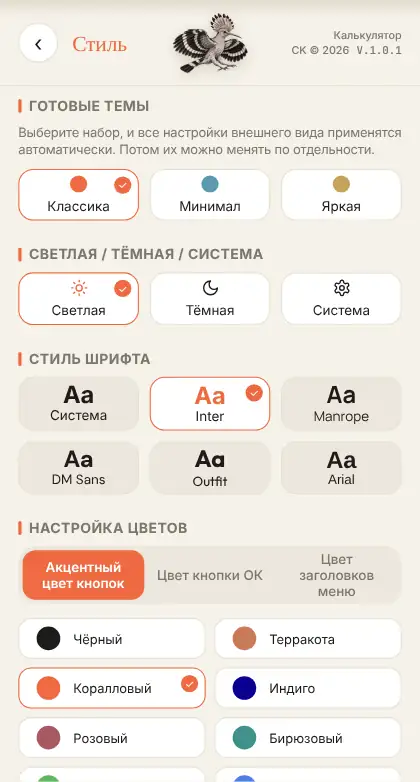 ‹ Стиль
Калькулятор
СК © 2026 V.1.0.1
ГОТОВЫЕ ТЕМЫ
Выберите набор, и все настройки внешнего вида применятся
автоматически. Потом их можно менять по отдельности.
Классика
Минимал
Яркая
СВЕТЛАЯ / ТЁМНАЯ / СИСТЕМА
Светлая
Тёмная
Система
СТИЛЬ ШРИФТА
Aa
Система
Aa
Inter
Aa
Manrope
Aa
DM Sans
Aa
Outfit
Aa
Arial
НАСТРОЙКА ЦВЕТОВ
Акцентный
цвет кнопок
Цвет кнопки ОК
Цвет
заголовков
меню
Чёрный
Терракота
Коралловый
Индиго
Розовый
Бирюзовый